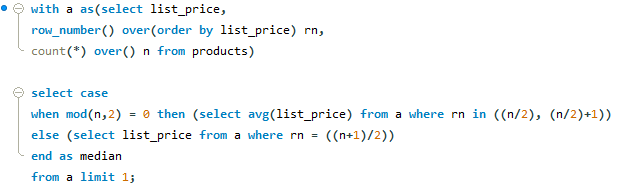 with a as(select list_price,
row_number() over(order by list_price) rn,
count(*) over() n from products)
select case
when mod(n,2) = 0 then (select avg(list_price) from a where rn in ((n/2), (n/2)+1))
else (select list_price from a where rn = ((n+1)/2))
end as median
from a limit 1;